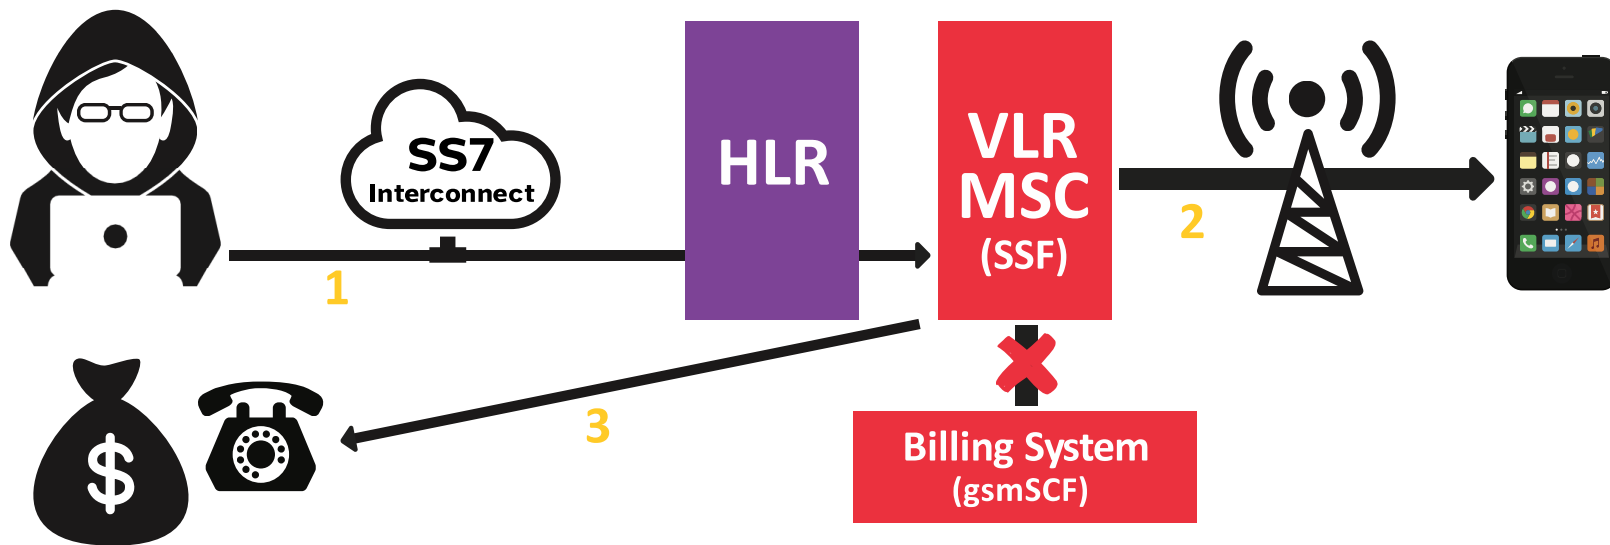 SS7
Interconnect
HLR
VLR
MSC
(SSF)
1
2
3
$
Billing System
(gsmSCF)